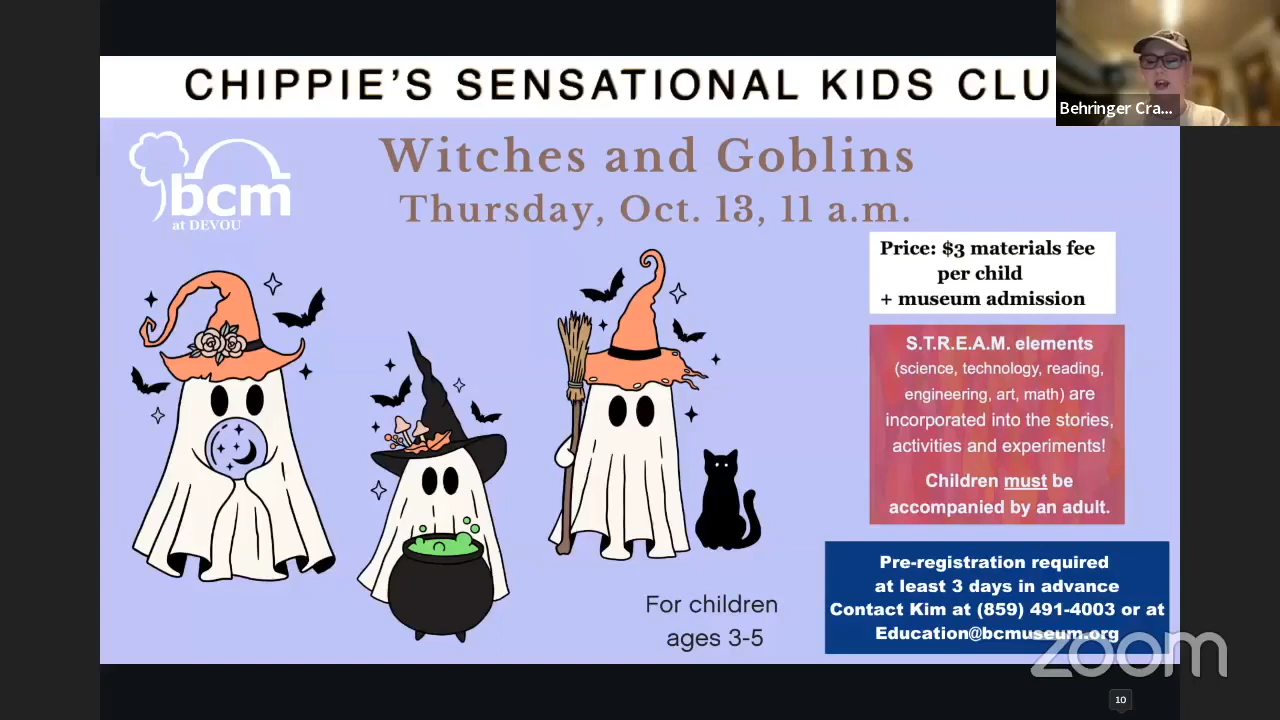 CHIPPIE'S SENSATIONAL KIDS CLU
Behringer Cra...
bcm
at DEVOU
Witches and Goblins
Thursday, Oct. 13, 11 a.m.
Price: $3 materials fee
per child
+ museum admission
S.T.R.E.A.M. elements
(science, technology, reading,
engineering, art, math) are
incorporated into the stories,
activities and experiments!
Children must be
accompanied by an adult.
For children
ages 3-5
Pre-registration required
at least 3 days in advance
Contact Kim at (859) 491-4003 or at
Education@bcmuseum.org
zoom
10